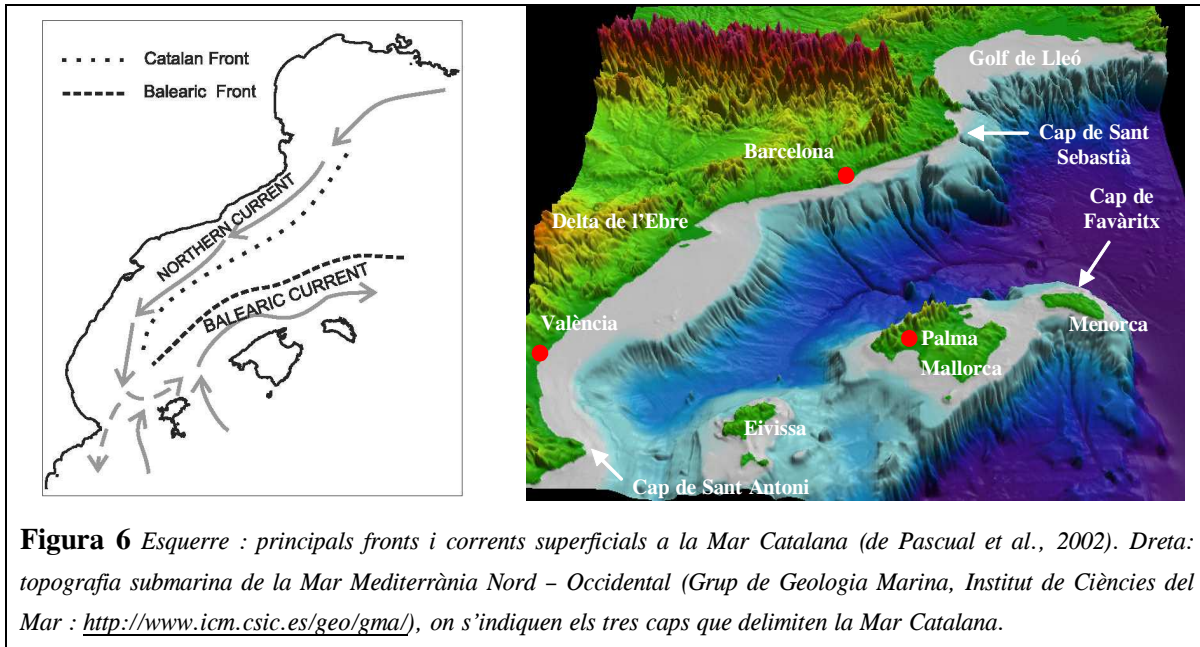 Catalan Front
Balearic Front
NORTHERN CURRENT
BALEARIC CURRENT
Golf de Lleó
Cap de Sant
Sebastià
Barcelona
Cap de
Favàritx
Delta de l'Ebre
València
Menorca
Palma
Mallorca
Eivissa
Cap de Sant Antoni
Figura 6 Esquerre : principals fronts i corrents superficials a la Mar Catalana (de Pascual et al., 2002). Dreta:
topografia submarina de la Mar Mediterrània Nord – Occidental (Grup de Geologia Marina, Institut de Ciències del
Mar : http://www.icm.csic.es/geo/gma/), on s'indiquen els tres caps que delimiten la Mar Catalana.